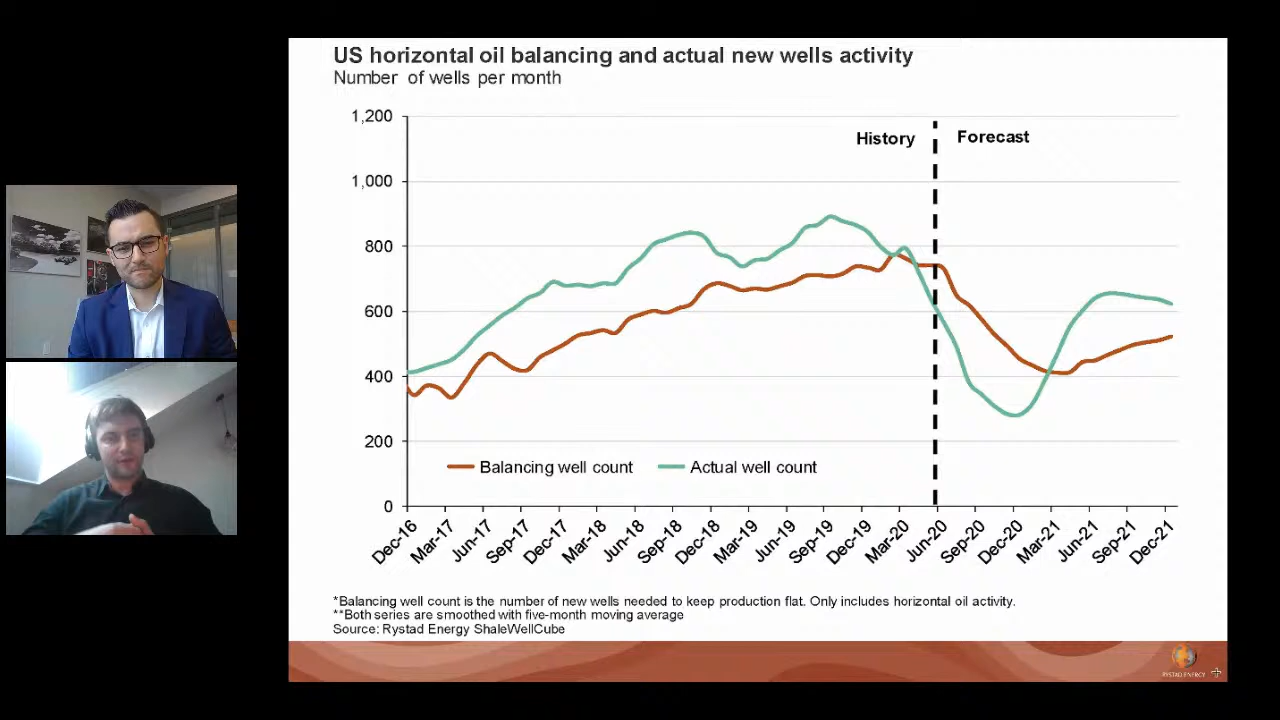 US horizontal oil balancing and actual new wells activity
Number of wells per month
1,200
1,000
800
600
400
200
0
History
Forecast
Balancing well count
Actual well count
Dec-16
Mar-17
Jun-17
Sep-17
Dec-17
Mar-18
Jun-18
Sep-18
Dec-18
Mar-19
Jun-19
Sep-19
Dec-19
Mar-20
Jun-20
Sep-20
Dec-20
Mar-21
Jun-21
Sep-21
Dec-21
*Balancing well count is the number of new wells needed to keep production flat. Only includes horizontal oil activity.
**Both series are smoothed with five-month moving average
Source: Rystad Energy ShaleWellCube
RYSTAD ENERGY